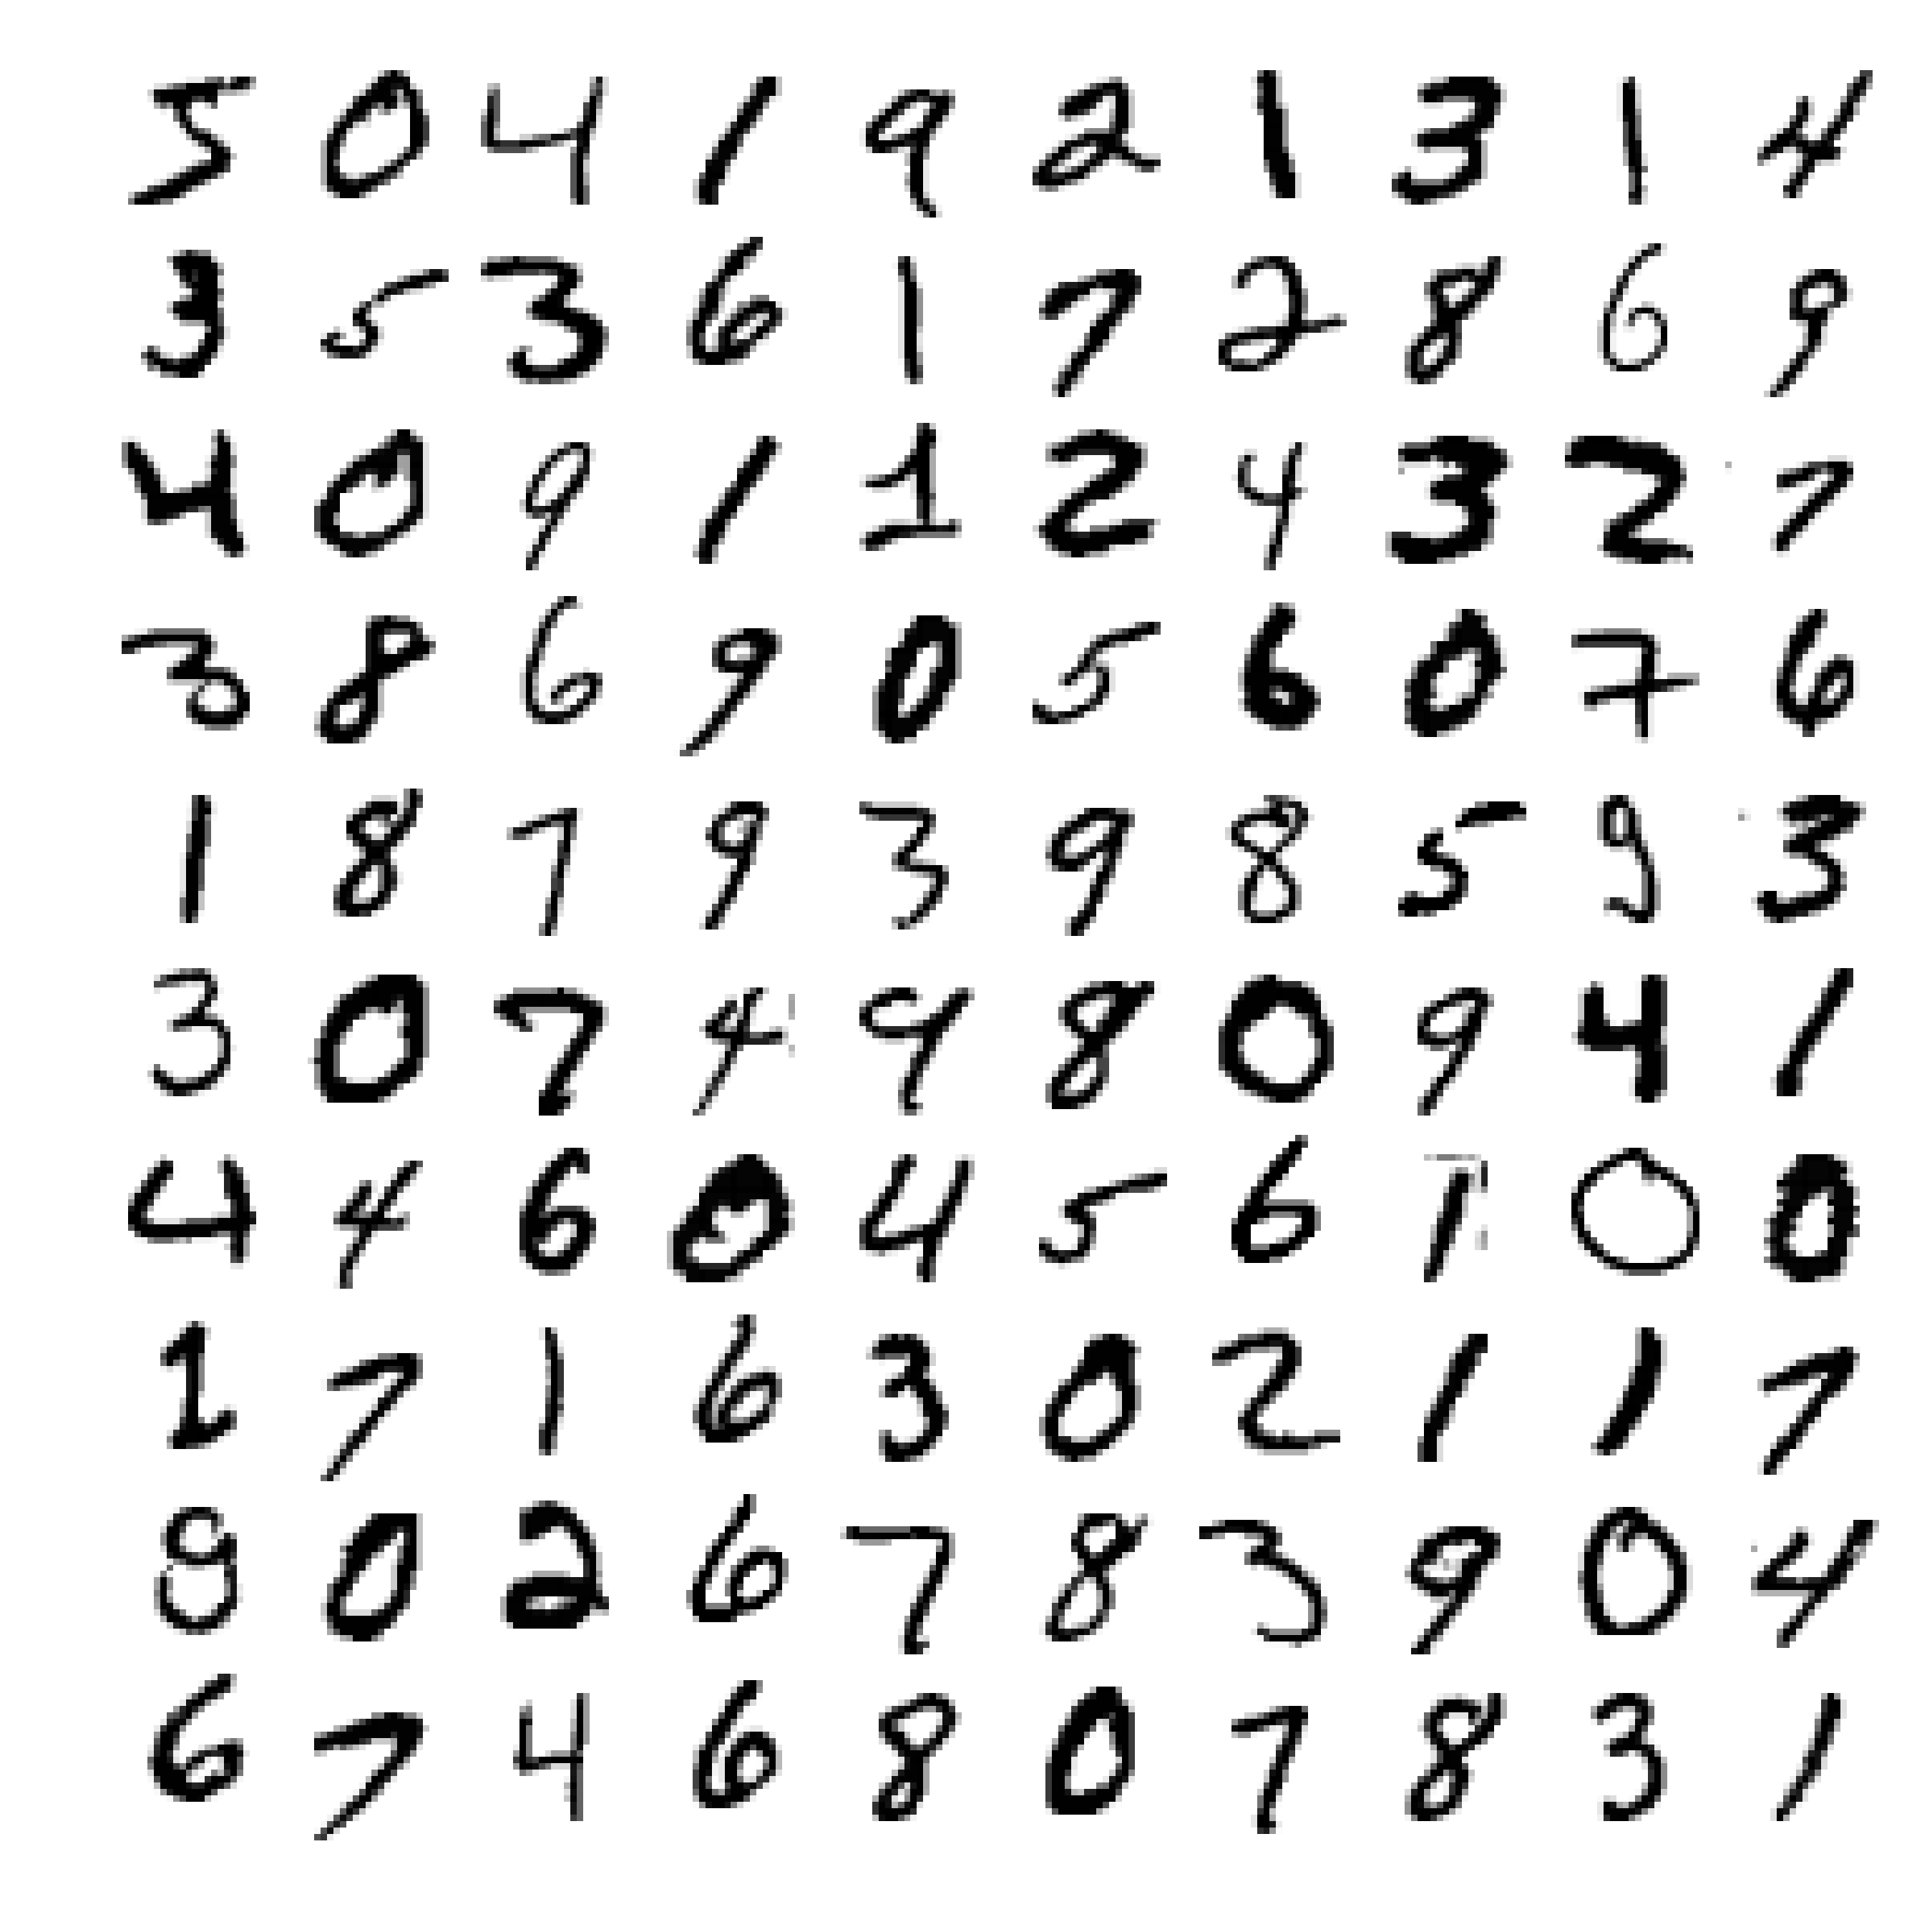 5 0 4 1 9 2 1 3 1 4
3 5 3 6 1 7 2 8 6 9
4 0 9 1 1 2 4 3 2 7
3 8 6 9 0 5 6 0 7 6
1 8 7 9 3 9 8 5 9 3
3 0 7 4 9 8 0 9 4 1
4 4 6 0 4 5 6 1 0 0
1 7 1 6 3 0 2 1 1 7
8 0 2 6 7 8 3 9 0 4
6 7 4 6 8 0 7 8 3 1